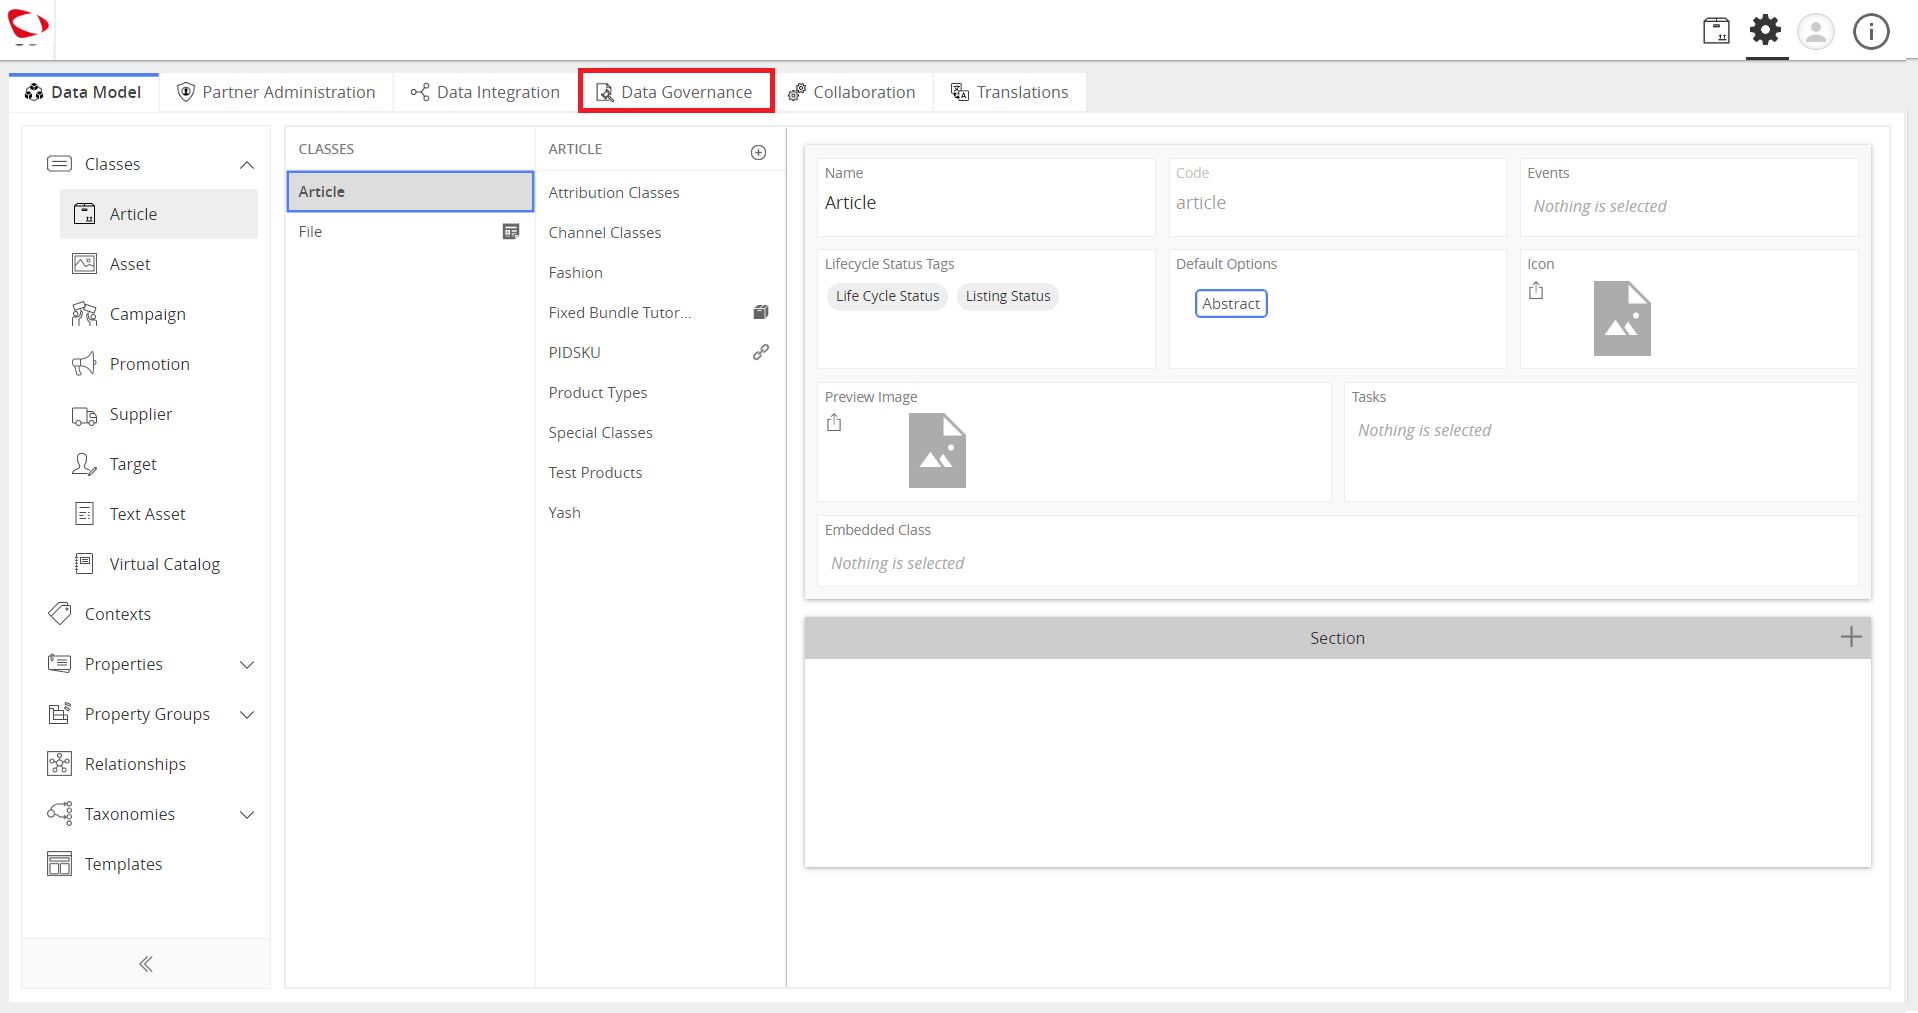 Data Model
Partner Administration
Data Integration
Data Governance
Collaboration
Translations
Classes
Article
Asset
Campaign
Promotion
Supplier
Target
Text Asset
Virtual Catalog
Contexts
Properties
Property Groups
Relationships
Taxonomies
Templates
CLASSES
Article
File
ARTICLE
Attribution Classes
Channel Classes
Fashion
Fixed Bundle Tutor...
PIDSKU
Product Types
Special Classes
Test Products
Yash
Name
Article
Code
article
Events
Nothing is selected
Lifecycle Status Tags
Life Cycle Status
Listing Status
Default Options
Abstract
Icon
Preview Image
Tasks
Nothing is selected
Embedded Class
Nothing is selected
Section